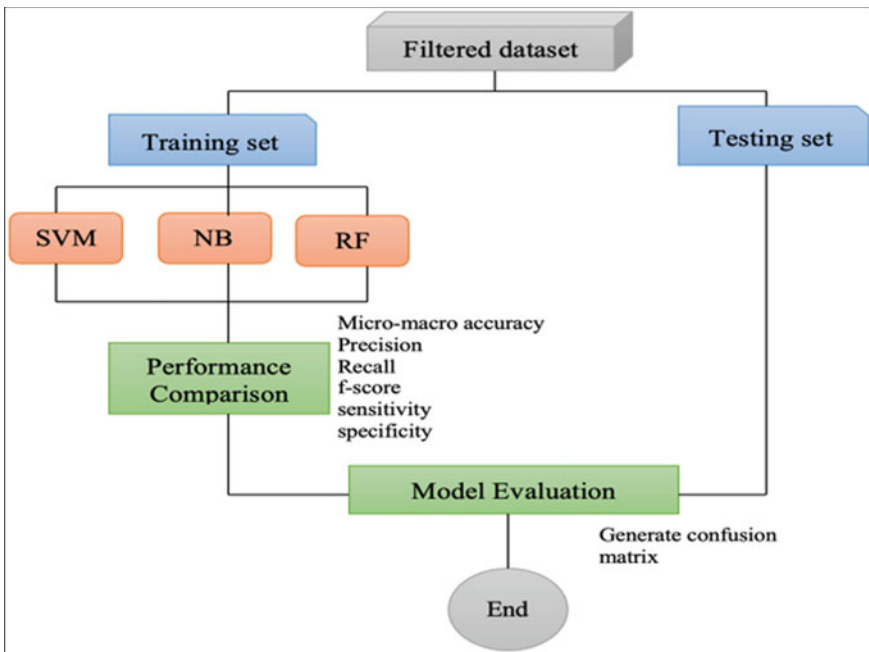 Filtered dataset
Training set
Testing set
SVM
NB
RF
Micro-macro accuracy
Precision
Recall
f-score
sensitivity
specificity
Performance
Comparison
Model Evaluation
Generate confusion
matrix
End